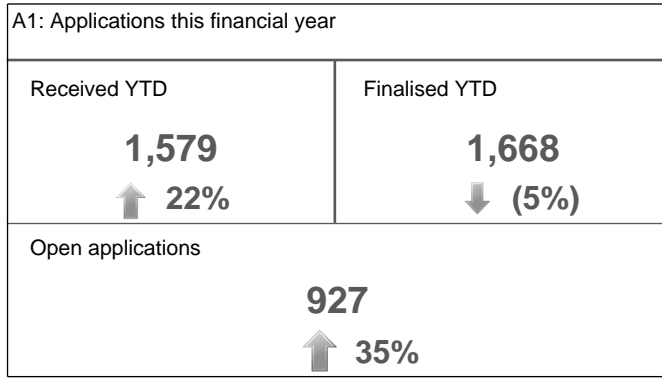 A1: Applications this financial year
Received YTD
1,579
22%
Finalised YTD
1,668
(5%)
Open applications
927
35%